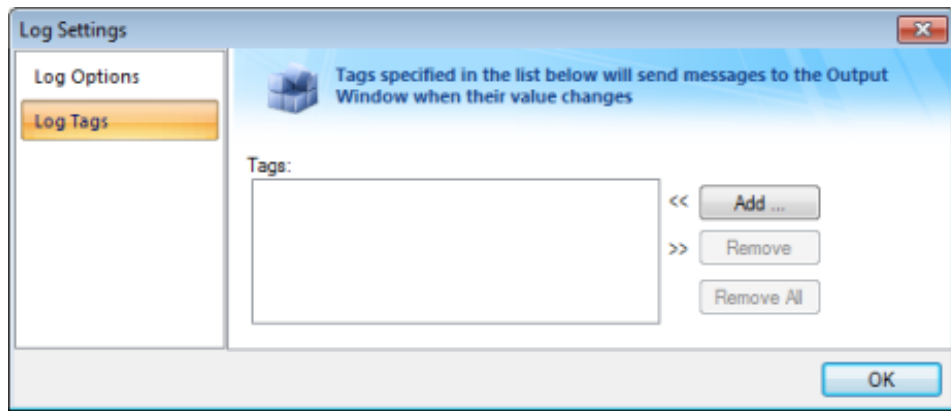 Log Settings
Log Options
Log Tags
Tags specified in the list below will send messages to the Output
Window when their value changes
Tags:
<< Add ...
>> Remove
Remove All
OK